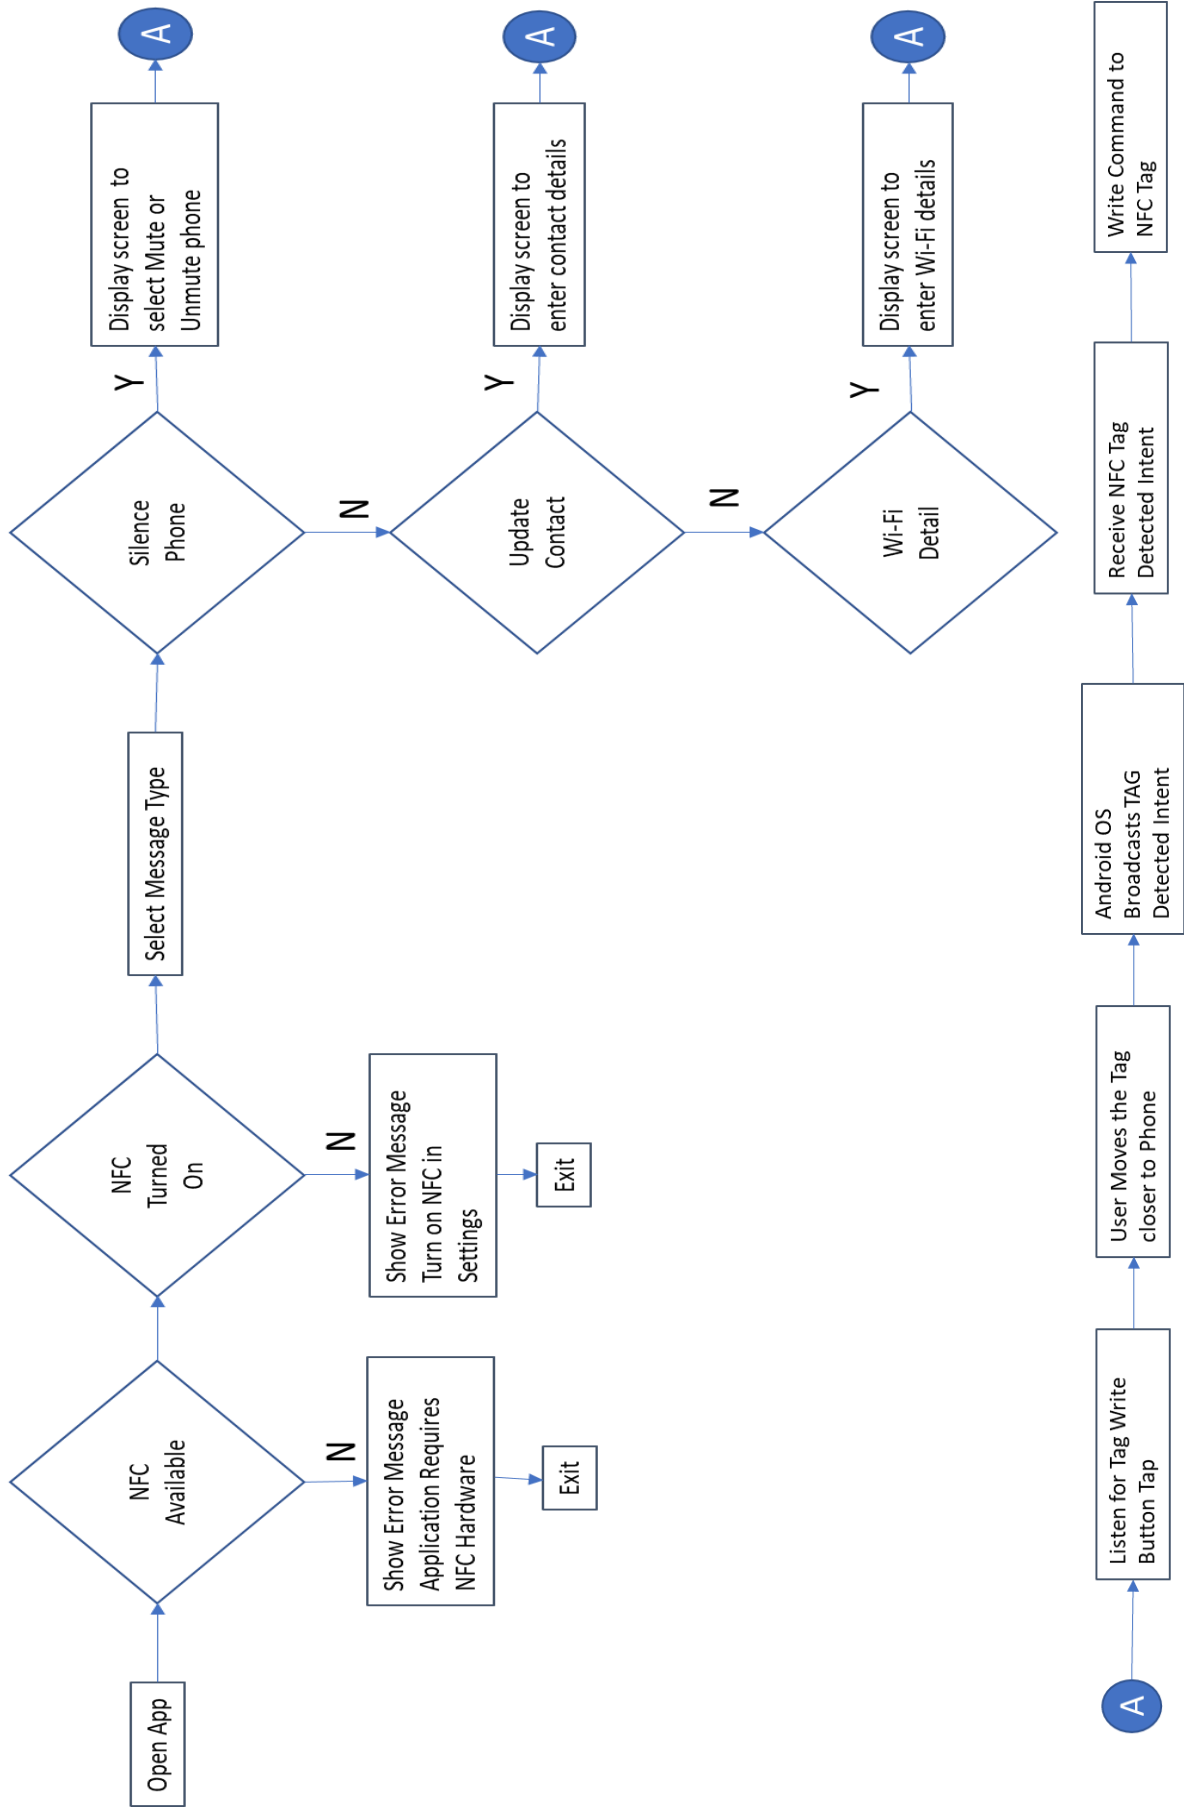 Open App
NFC
Available
N
Show Error Message
Application Requires
NFC Hardware
Exit
NFC
Turned
On
N
Show Error Message
Turn on NFC in
Settings
Exit
Select Message Type
Silence
Phone
Y
Display screen to
select Mute or
Unmute phone
A
N
Update
Contact
Y
Display screen to
enter contact details
A
N
Wi-Fi
Detail
Y
Display screen to
enter Wi-Fi details
A
A
Listen for Tag Write
Button Tap
User Moves the Tag
closer to Phone
Android OS
Broadcasts TAG
Detected Intent
Receive NFC Tag
Detected Intent
Write Command to
NFC Tag